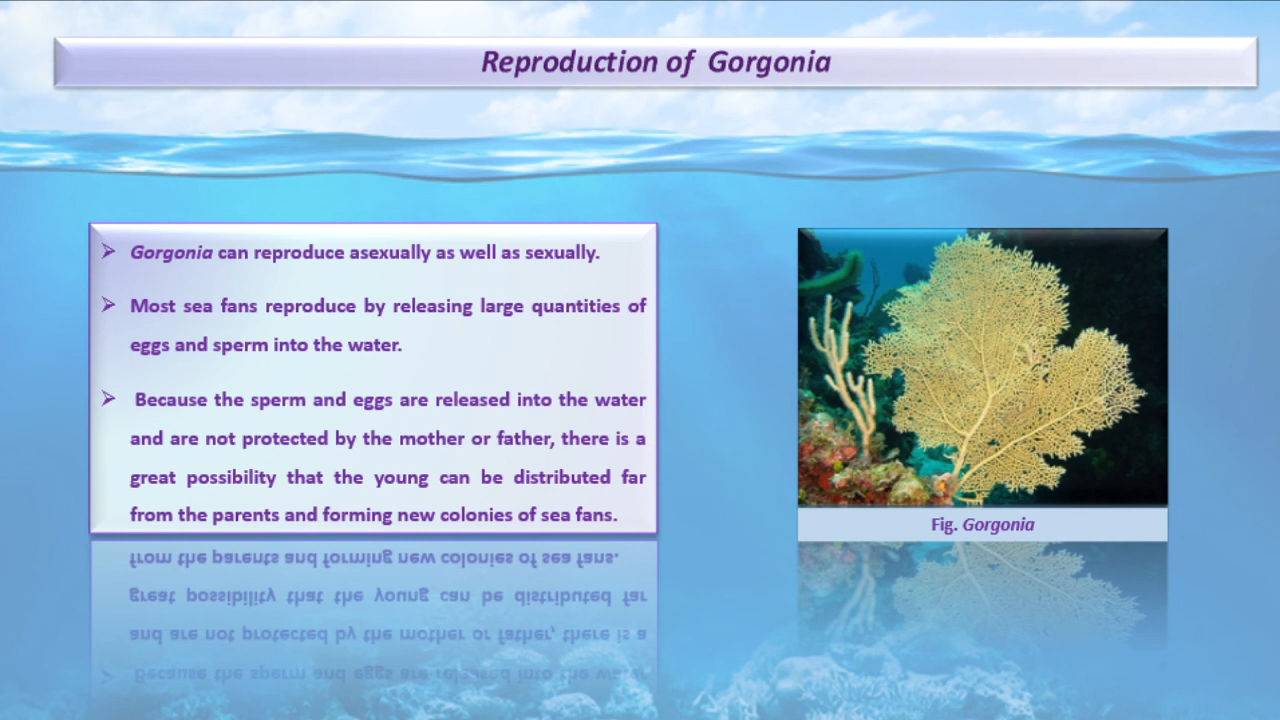 Reproduction of Gorgonia
➢ Gorgonia can reproduce asexually as well as sexually.
➢ Most sea fans reproduce by releasing large quantities of
eggs and sperm into the water.
➢ Because the sperm and eggs are released into the water
and are not protected by the mother or father, there is a
great possibility that the young can be distributed far
from the parents and forming new colonies of sea fans.
Fig. Gorgonia